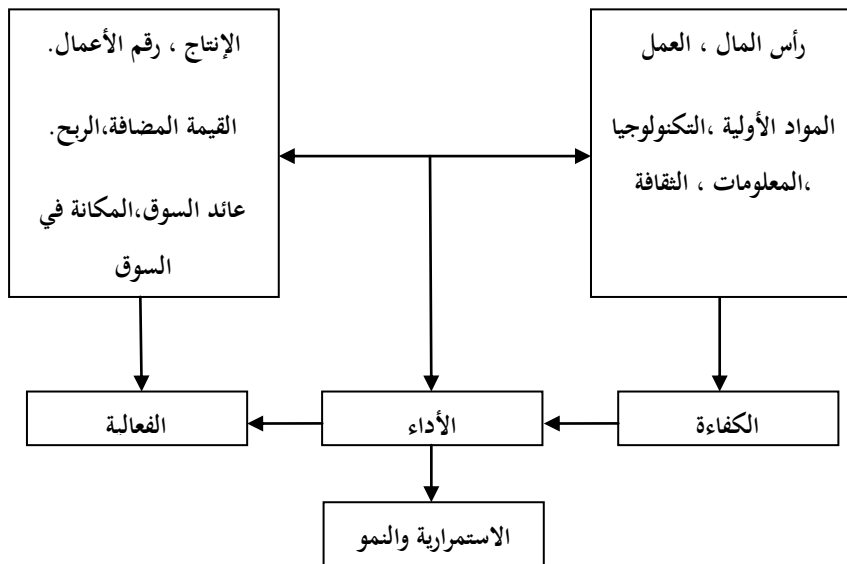 رأس المال ، العمل
المواد الأولية ،التكنولوجيا
،المعلومات ، الثقافة
الإنتاج ، رقم الأعمال.
القيمة المضافة،الربح.
عائد السوق،المكانة في
السوق
الكفاءة
الأداء
الفعالية
الاستمرارية والنمو